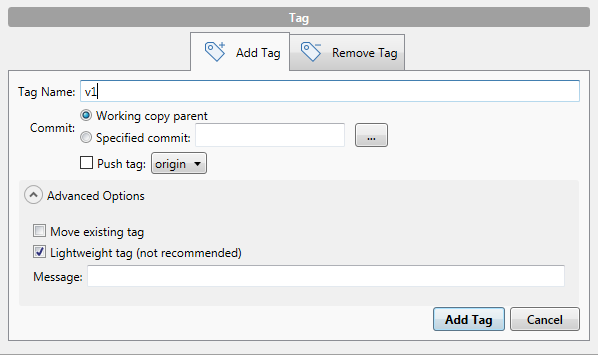 Tag
Add Tag Remove Tag
Tag Name: v1
Commit: Working copy parent
Specified commit: ...
Push tag: origin
Advanced Options
Move existing tag
Lightweight tag (not recommended)
Message:
Add Tag Cancel